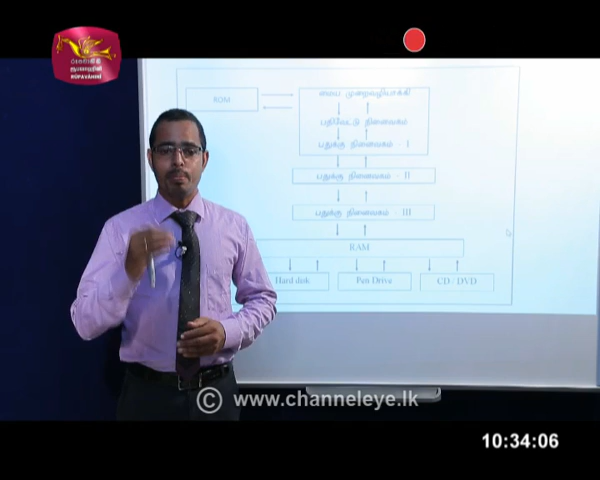 ROM
மைய முறைவழியாக்கி
பதிவேட்டு நினைவகம்
பதுக்கு நினைவகம் - I
பதுக்கு நினைவகம் - II
பதுக்கு நினைவகம் - III
RAM
Hard disk
Pen Drive
CD / DVD
© www.channeleye.lk
10:34:06